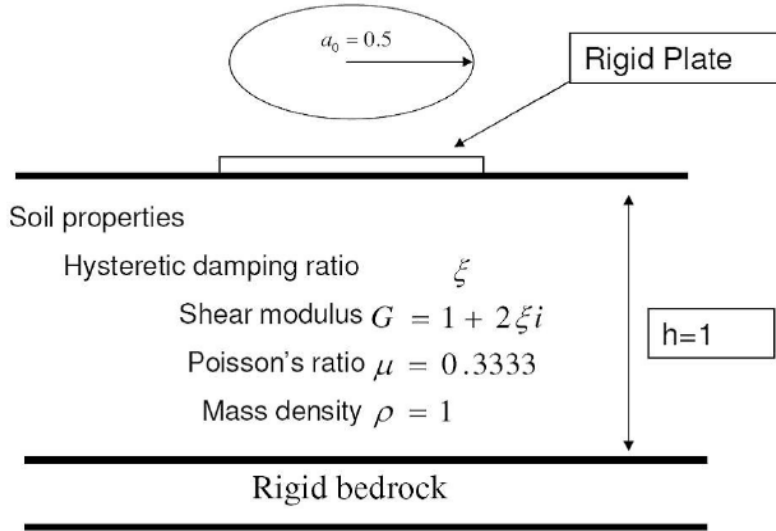 a₀ = 0.5
Rigid Plate
Soil properties
Hysteretic damping ratio ξ
Shear modulus G = 1 + 2ξi
Poisson's ratio μ = 0.3333
Mass density ρ = 1
h=1
Rigid bedrock